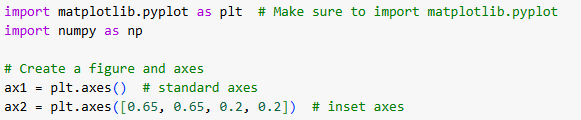 import matplotlib.pyplot as plt  # Make sure to import matplotlib.pyplot
import numpy as np
# Create a figure and axes
ax1 = plt.axes()  # standard axes
ax2 = plt.axes([0.65, 0.65, 0.2, 0.2])  # inset axes